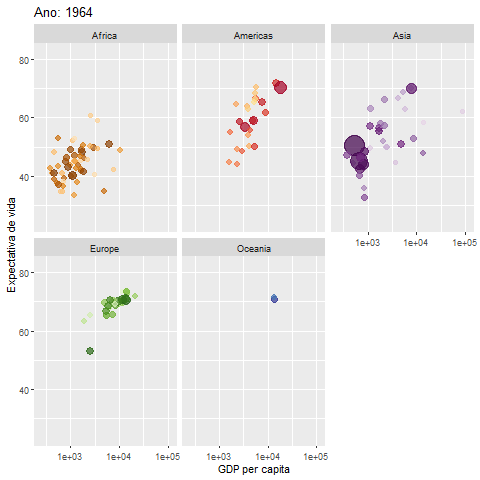 Ano: 1964
Africa
Americas
Asia
80
60
40
1e+03 1e+04 1e+05
Europe
Oceania
80
60
40
1e+03 1e+04 1e+05
1e+03 1e+04 1e+05
Expectativa de vida
GDP per capita